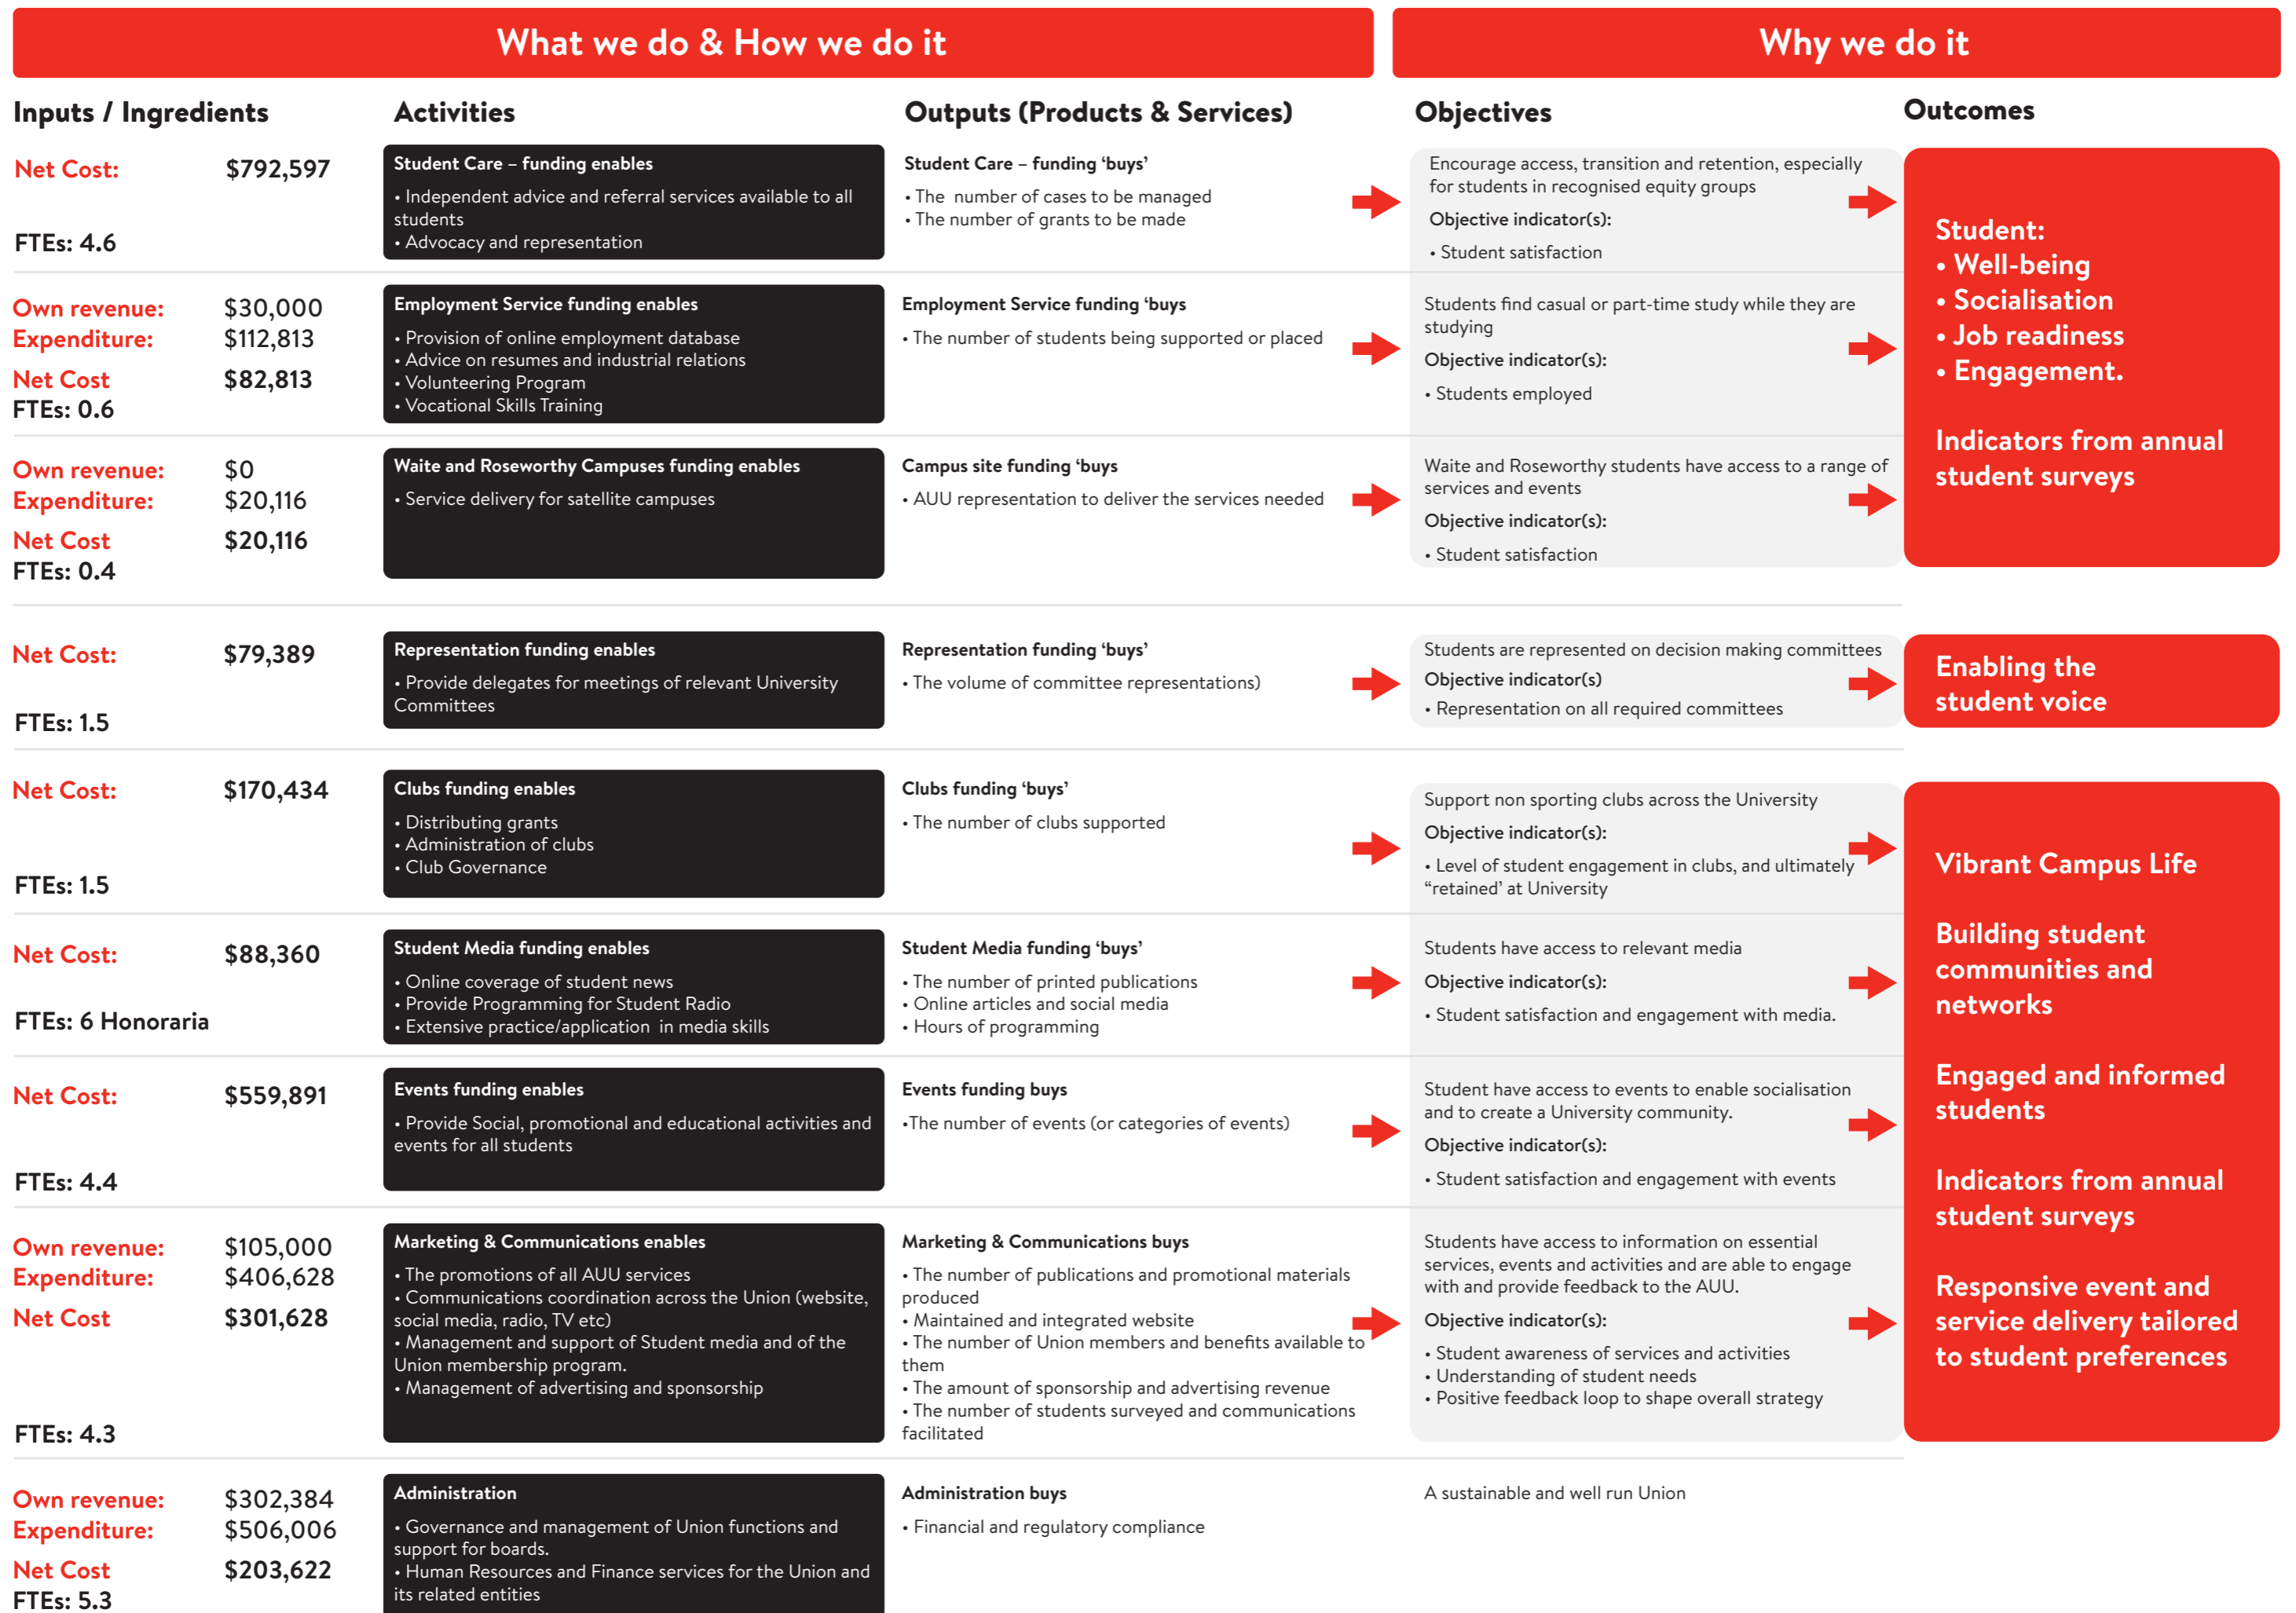 What we do & How we do it
Why we do it
Inputs / Ingredients
Activities
Outputs (Products & Services)
Objectives
Outcomes
Net Cost: $792,597
FTEs: 4.6
Student Care – funding enables
• Independent advice and referral services available to all
students
• Advocacy and representation
Student Care – funding ‘buys’
• The  number of cases to be managed
• The number of grants to be made
Encourage access, transition and retention, especially
for students in recognised equity groups
Objective indicator(s):
• Student satisfaction
Student:
• Well-being
• Socialisation
• Job readiness
• Engagement.
Indicators from annual
student surveys
Own revenue: $30,000
Expenditure: $112,813
Net Cost $82,813
FTEs: 0.6
Employment Service funding enables
• Provision of online employment database
• Advice on resumes and industrial relations
• Volunteering Program
• Vocational Skills Training
Employment Service funding ‘buys
• The number of students being supported or placed
Students find casual or part-time study while they are
studying
Objective indicator(s):
• Students employed
Own revenue: $0
Expenditure: $20,116
Net Cost $20,116
FTEs: 0.4
Waite and Roseworthy Campuses funding enables
• Service delivery for satellite campuses
Campus site funding ‘buys
• AUU representation to deliver the services needed
Waite and Roseworthy students have access to a range of
services and events
Objective indicator(s):
• Student satisfaction
Net Cost: $79,389
FTEs: 1.5
Representation funding enables
• Provide delegates for meetings of relevant University
Committees
Representation funding ‘buys’
• The volume of committee representations)
Students are represented on decision making committees
Objective indicator(s)
• Representation on all required committees
Enabling the
student voice
Net Cost: $170,434
FTEs: 1.5
Clubs funding enables
• Distributing grants
• Administration of clubs
• Club Governance
Clubs funding ‘buys’
• The number of clubs supported
Support non sporting clubs across the University
Objective indicator(s):
• Level of student engagement in clubs, and ultimately
“retained’ at University
Vibrant Campus Life
Building student
communities and
networks
Engaged and informed
students
Indicators from annual
student surveys
Responsive event and
service delivery tailored
to student preferences
Net Cost: $88,360
FTEs: 6 Honoraria
Student Media funding enables
• Online coverage of student news
• Provide Programming for Student Radio
• Extensive practice/application  in media skills
Student Media funding ‘buys’
• The number of printed publications
• Online articles and social media
• Hours of programming
Students have access to relevant media
Objective indicator(s):
• Student satisfaction and engagement with media.
Net Cost: $559,891
FTEs: 4.4
Events funding enables
• Provide Social, promotional and educational activities and
events for all students
Events funding buys
•The number of events (or categories of events)
Student have access to events to enable socialisation
and to create a University community.
Objective indicator(s):
• Student satisfaction and engagement with events
Own revenue: $105,000
Expenditure: $406,628
Net Cost $301,628
FTEs: 4.3
Marketing & Communications enables
• The promotions of all AUU services
• Communications coordination across the Union (website,
social media, radio, TV etc)
• Management and support of Student media and of the
Union membership program.
• Management of advertising and sponsorship
Marketing & Communications buys
• The number of publications and promotional materials
produced
• Maintained and integrated website
• The number of Union members and benefits available to
them
• The amount of sponsorship and advertising revenue
• The number of students surveyed and communications
facilitated
Students have access to information on essential
services, events and activities and are able to engage
with and provide feedback to the AUU.
Objective indicator(s):
• Student awareness of services and activities
• Understanding of student needs
• Positive feedback loop to shape overall strategy
Own revenue: $302,384
Expenditure: $506,006
Net Cost $203,622
FTEs: 5.3
Administration
• Governance and management of Union functions and
support for boards.
• Human Resources and Finance services for the Union and
its related entities
Administration buys
• Financial and regulatory compliance
A sustainable and well run Union